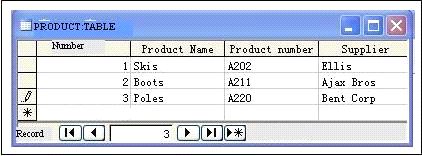 PRODUCT:TABLE
Number Product Name Product number Supplier
1 Skis A202 Ellis
2 Boots A211 Ajax Bros
3 Poles A220 Bent Corp
Record 3